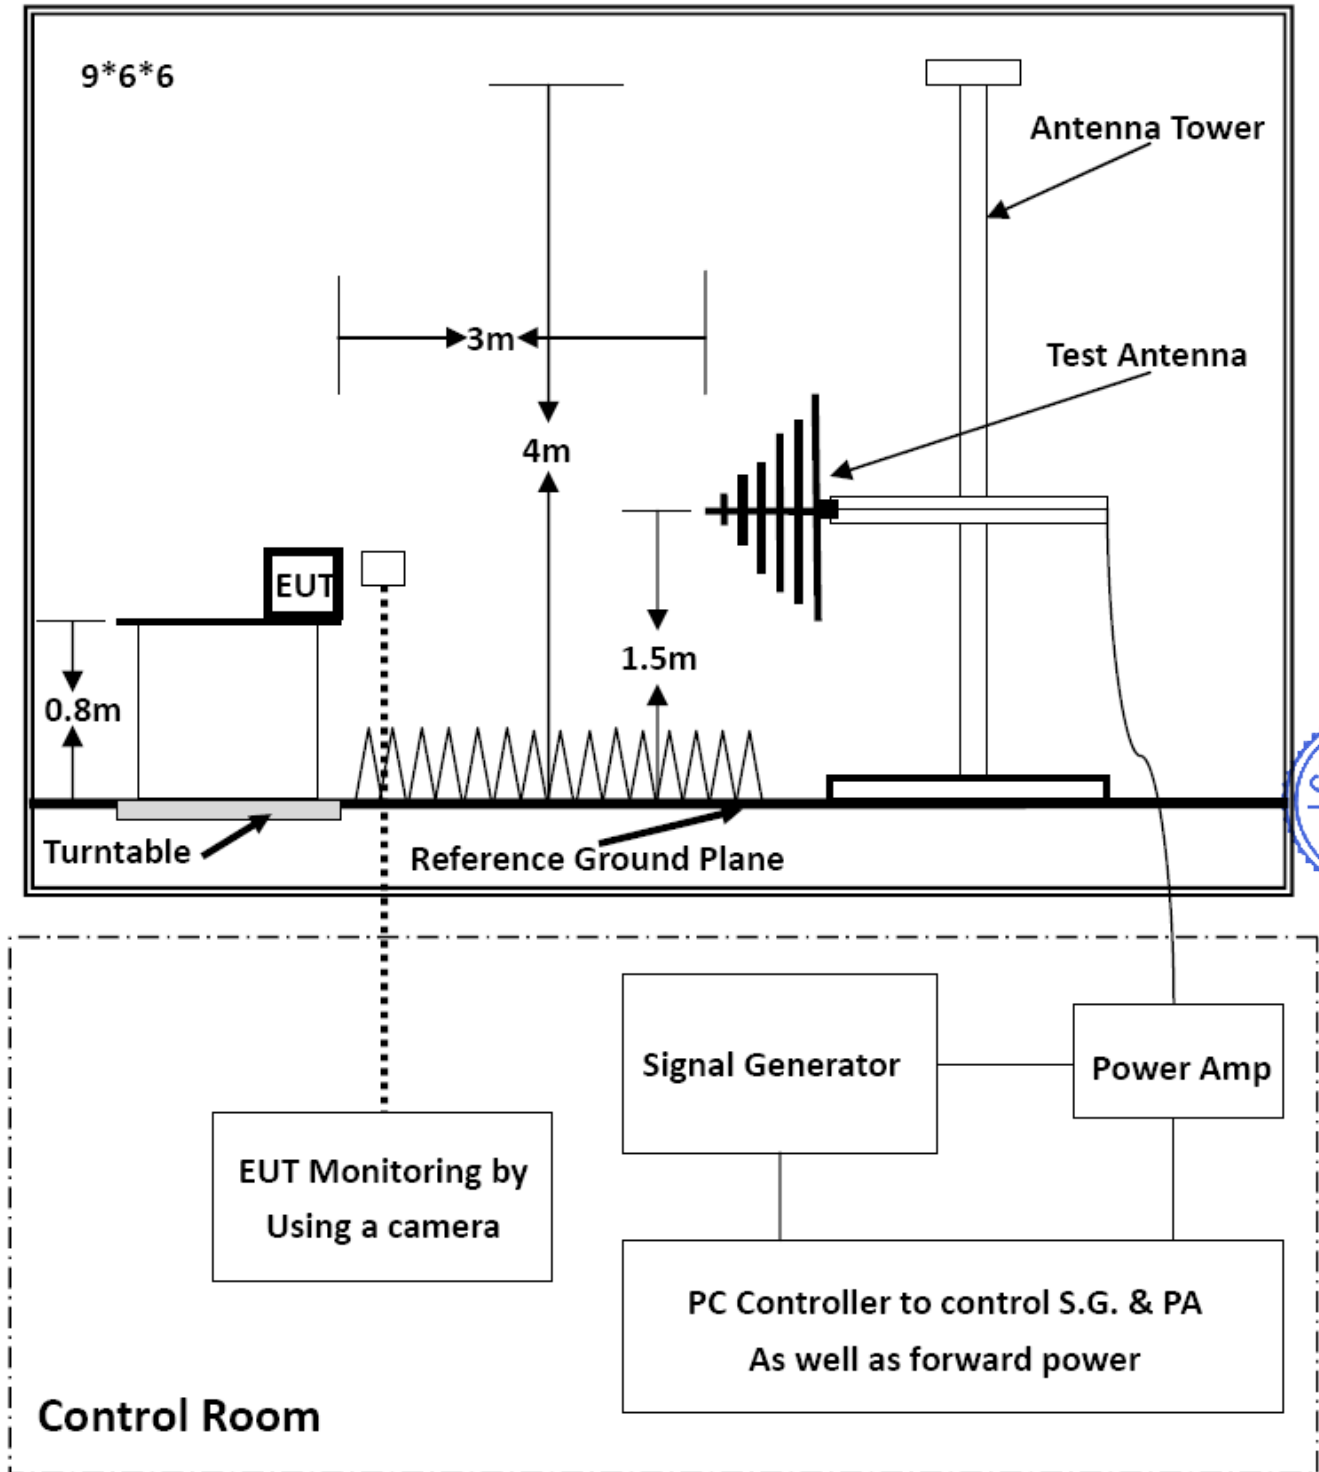 9*6*6
Antenna Tower
3m
Test Antenna
4m
EUT
1.5m
0.8m
Turntable
Reference Ground Plane
Signal Generator
Power Amp
EUT Monitoring by
Using a camera
PC Controller to control S.G. & PA
As well as forward power
Control Room